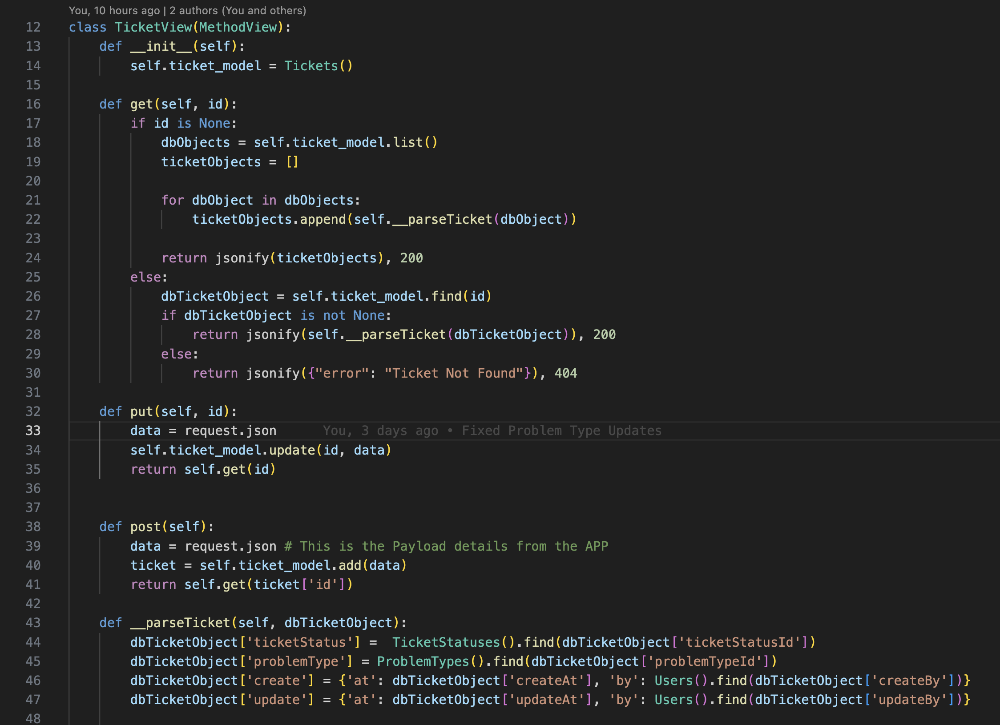 You, 10 hours ago | 2 authors (You and others)
12 class TicketView(MethodView):
13     def __init__(self):
14         self.ticket_model = Tickets()
15
16     def get(self, id):
17         if id is None:
18             dbObjects = self.ticket_model.list()
19             ticketObjects = []
20
21             for dbObject in dbObjects:
22                 ticketObjects.append(self.__parseTicket(dbObject))
23
24             return jsonify(ticketObjects), 200
25         else:
26             dbTicketObject = self.ticket_model.find(id)
27             if dbTicketObject is not None:
28                 return jsonify(self.__parseTicket(dbTicketObject)), 200
29             else:
30                 return jsonify({"error": "Ticket Not Found"}), 404
31
32     def put(self, id):
33         data = request.json      You, 3 days ago • Fixed Problem Type Updates
34         self.ticket_model.update(id, data)
35         return self.get(id)
36
37
38     def post(self):
39         data = request.json # This is the Payload details from the APP
40         ticket = self.ticket_model.add(data)
41         return self.get(ticket['id'])
42
43     def __parseTicket(self, dbTicketObject):
44         dbTicketObject['ticketStatus'] =  TicketStatuses().find(dbTicketObject['ticketStatusId'])
45         dbTicketObject['problemType'] = ProblemTypes().find(dbTicketObject['problemTypeId'])
46         dbTicketObject['create'] = {'at': dbTicketObject['createAt'], 'by': Users().find(dbTicketObject['createBy'])}
47         dbTicketObject['update'] = {'at': dbTicketObject['updateAt'], 'by': Users().find(dbTicketObject['updateBy'])}
48